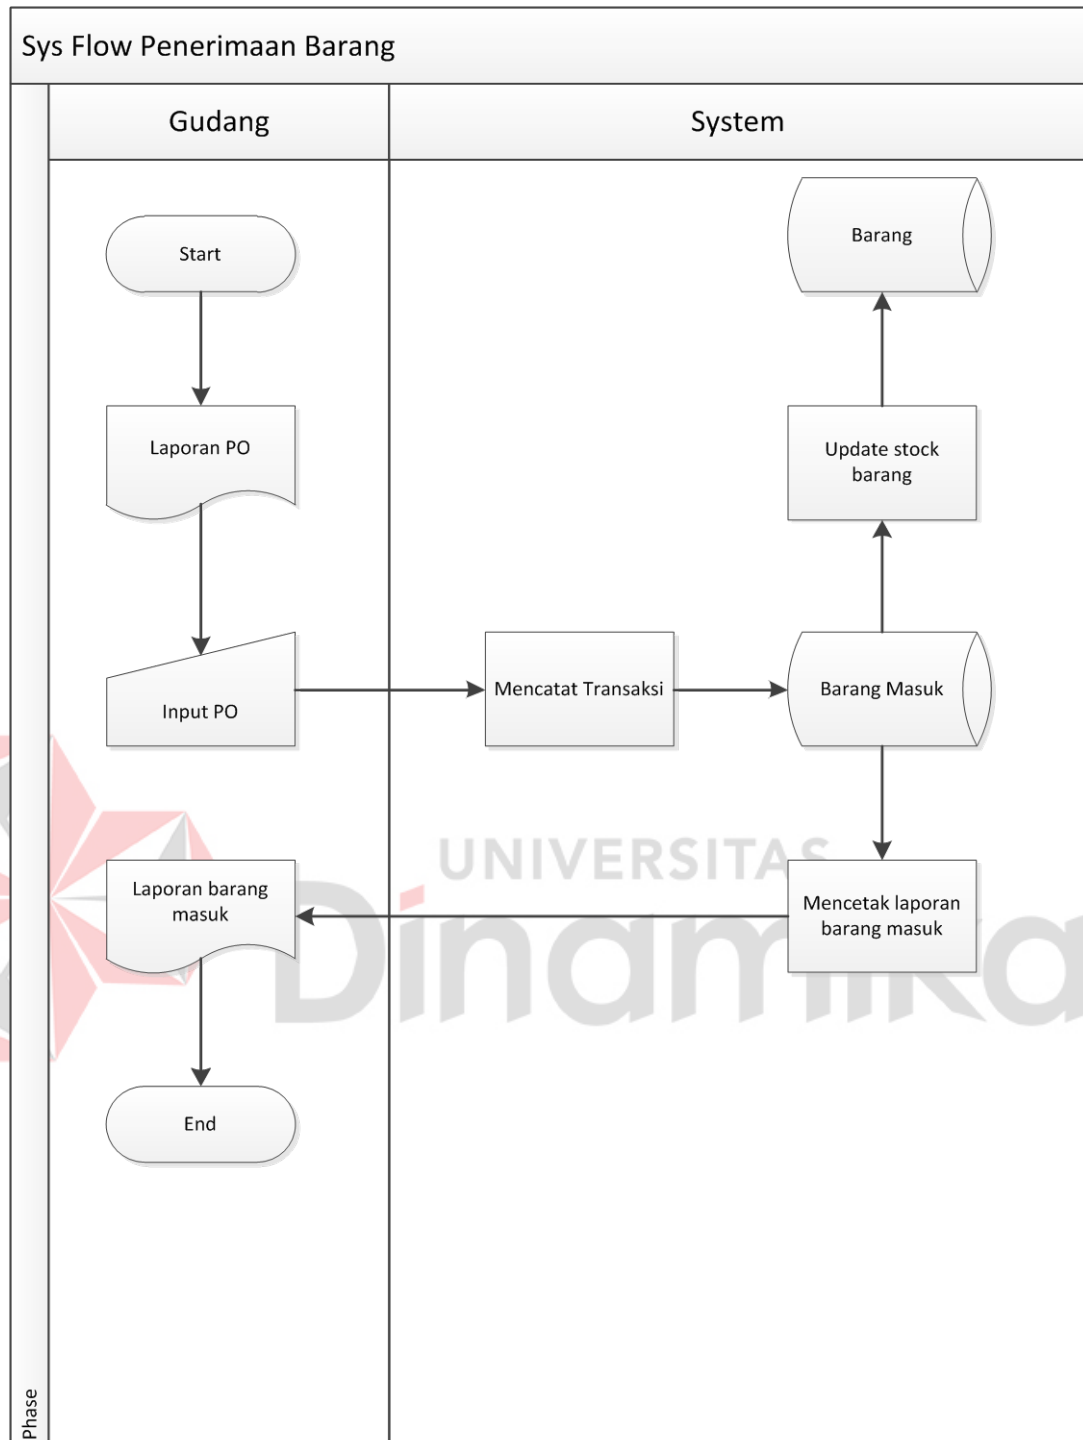 Sys Flow Penerimaan Barang
Gudang
System
Start
Barang
Laporan PO
Update stock
barang
Input PO
Mencatat Transaksi
Barang Masuk
UNIVERSITAS
Dinamika
Laporan barang
masuk
Mencetak laporan
barang masuk
End
Phase